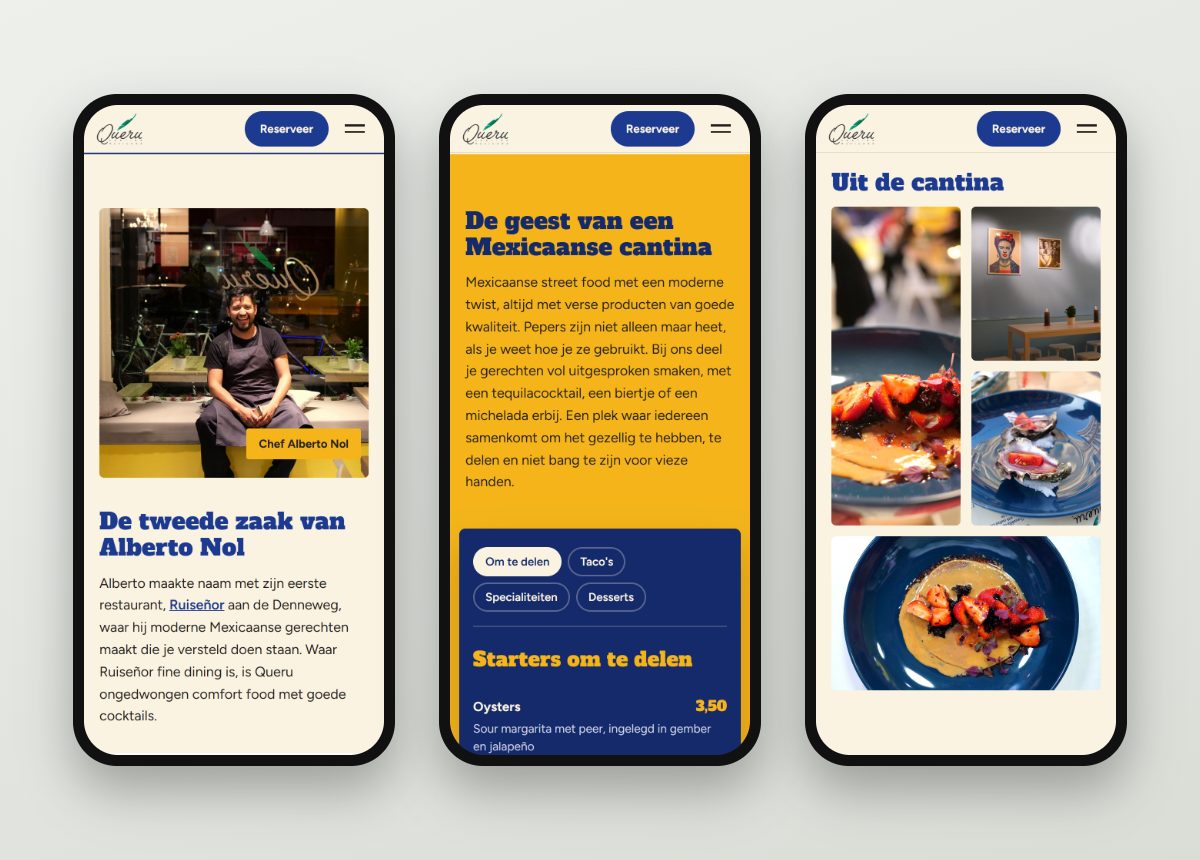 Queru
Reserveer
Chef Alberto Nol
De tweede zaak van
Alberto Nol
Alberto maakte naam met zijn eerste
restaurant, Ruiseñor aan de Denneweg,
waar hij moderne Mexicaanse gerechten
maakt die je versteld doen staan. Waar
Ruiseñor fine dining is, is Queru
ongedwongen comfort food met goede
cocktails.
Queru
Reserveer
De geest van een
Mexicaanse cantina
Mexicaanse street food met een moderne
twist, altijd met verse producten van goede
kwaliteit. Pepers zijn niet alleen maar heet,
als je weet hoe je ze gebruikt. Bij ons deel
je gerechten vol uitgesproken smaken, met
een tequilacocktail, een biertje of een
michelada erbij. Een plek waar iedereen
samenkomt om het gezellig te hebben, te
delen en niet bang te zijn voor vieze
handen.
Om te delen
Taco's
Specialiteiten
Desserts
Starters om te delen
Oysters 3,50
Sour margarita met peer, ingelegd in gember
en jalapeño
Queru
Reserveer
Uit de cantina